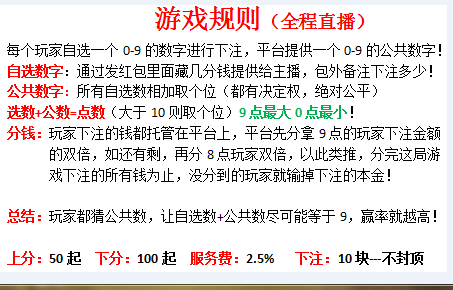 游戏规则（全程直播）
每个玩家自选一个 0-9 的数字进行下注，平台提供一个 0-9 的公共数字！
自选数字：通过发红包里面藏几分钱提供给主播，包外备注下注多少！
公共数字：所有自选数相加取个位（都有决定权，绝对公平）
选数+公数=点数（大于 10 则取个位）9 点最大 0 点最小！
分钱：玩家下注的钱都托管在平台上，平台先分拿 9 点的玩家下注金额
的双倍，如还有剩，再分 8 点玩家双倍，以此类推，分完这局游
戏下注的所有钱为止，没分到的玩家就输掉下注的本金！
总结：玩家都猜公共数，让自选数+公共数尽可能等于 9，赢率就越高！
上分：50 起 下分：100 起 服务费：2.5% 下注：10 块---不封顶